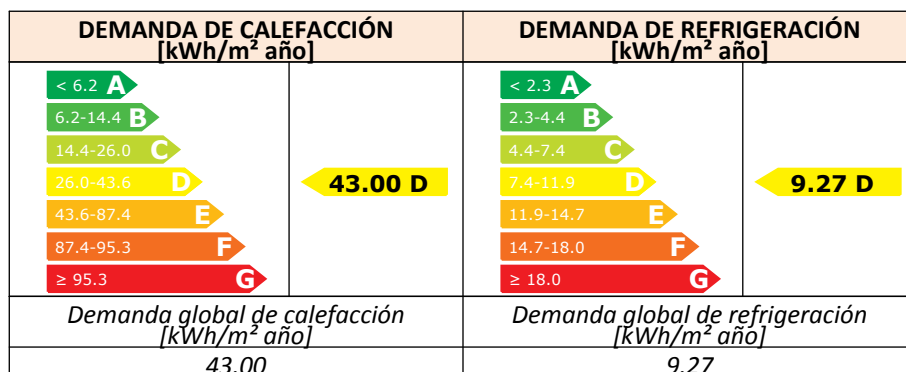 DEMANDA DE CALEFACCIÓN
[kWh/m² año]
< 6.2 A
6.2-14.4 B
14.4-26.0 C
26.0-43.6 D
43.6-87.4 E
87.4-95.3 F
≥ 95.3 G
43.00 D
Demanda global de calefacción
[kWh/m² año]
43.00
DEMANDA DE REFRIGERACIÓN
[kWh/m² año]
< 2.3 A
2.3-4.4 B
4.4-7.4 C
7.4-11.9 D
11.9-14.7 E
14.7-18.0 F
≥ 18.0 G
9.27 D
Demanda global de refrigeración
[kWh/m² año]
9.27